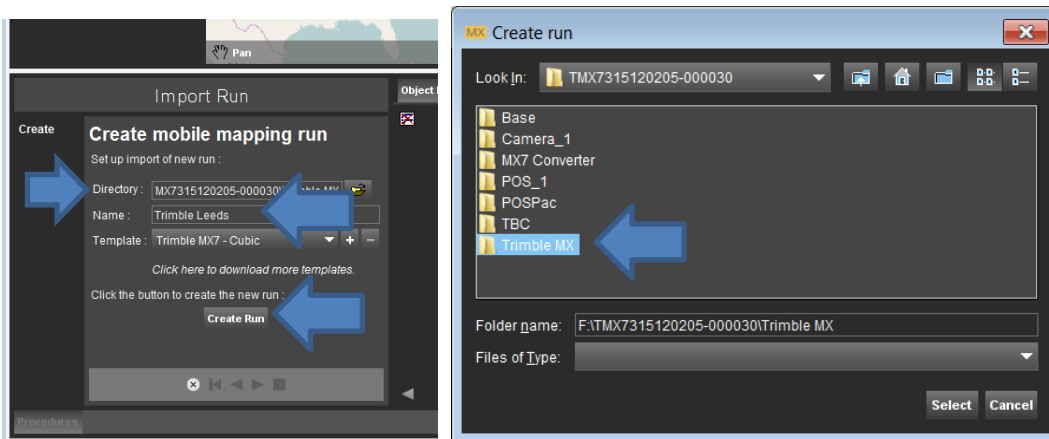 Pan
Import Run
Object
Create
Create mobile mapping run
Set up import of new run :
Directory : MX7315120205-000030\
Name : Trimble Leeds
Template : Trimble MX7 - Cubic + -
Click here to download more templates.
Click the button to create the new run :
Create Run
Procedures
MX Create run
Look In: TMX7315120205-000030
Base
Camera_1
MX7 Converter
POS_1
POSPac
TBC
Trimble MX
Folder name: F:\TMX7315120205-000030\Trimble MX
Files of Type:
Select Cancel